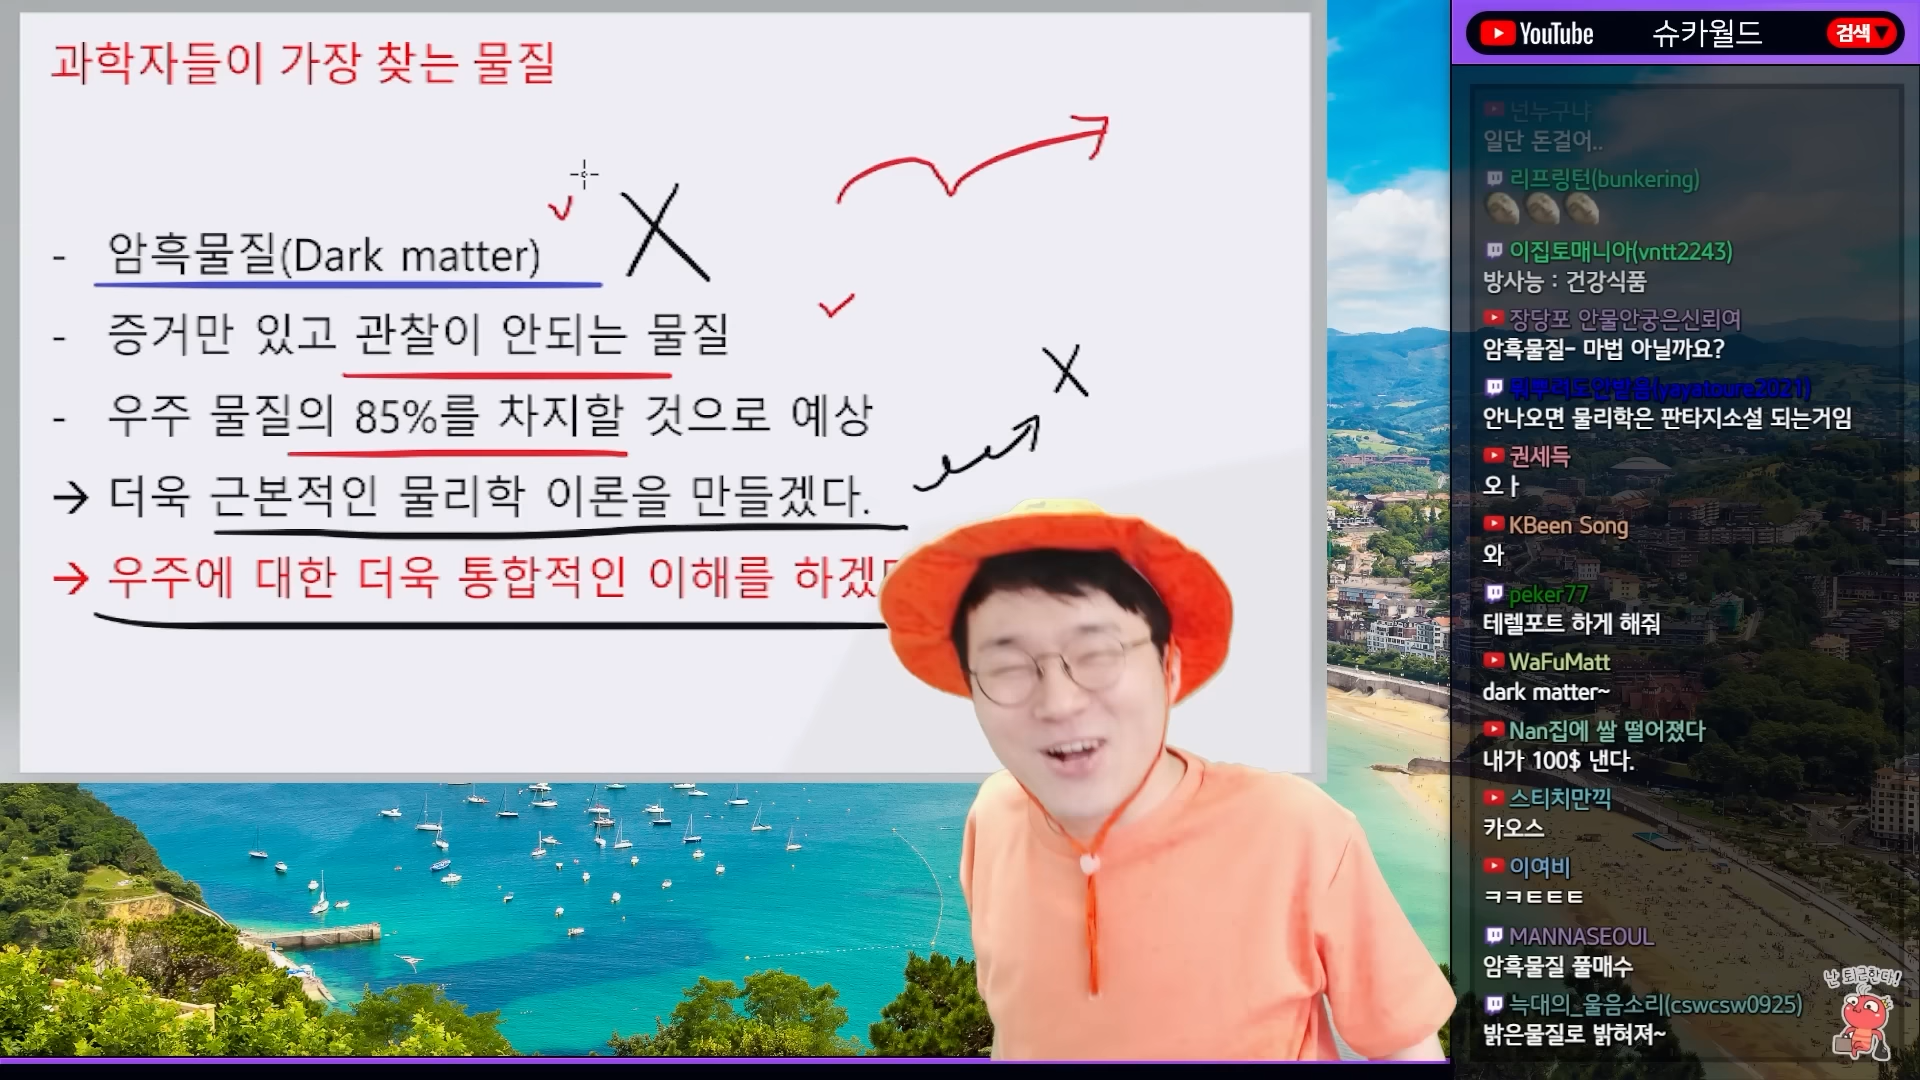 과학자들이 가장 찾는 물질
- 암흑물질(Dark matter)
- 증거만 있고 관찰이 안되는 물질
- 우주 물질의 85%를 차지할 것으로 예상
→ 더욱 근본적인 물리학 이론을 만들겠다.
→ 우주에 대한 더욱 통합적인 이해를 하겠
YouTube 슈카월드 검색
넌누구냐
일단 돈걸어..
리프링턴(bunkering)
이집토매니아(vntt2243)
방사능 : 건강식품
장당포 안물안궁은신뢰여
암흑물질- 마법 아닐까요?
(yayatoure2021)
안나오면 물리학은 판타지소설 되는거임
권세득
오ㅏ
KBeen Song
와
peker77
테렐포트 하게 해줘
WaFuMatt
dark matter~
Nan집에 쌀 떨어졌다
내가 100$ 낸다.
스티치만끽
카오스
이여비
ㅋㅋㅌㅌㅌ
MANNASEOUL
암흑물질 풀매수
늑대의_울음소리(cswcsw0925)
밝은물질로 밝혀져~
난 퇴근한다!